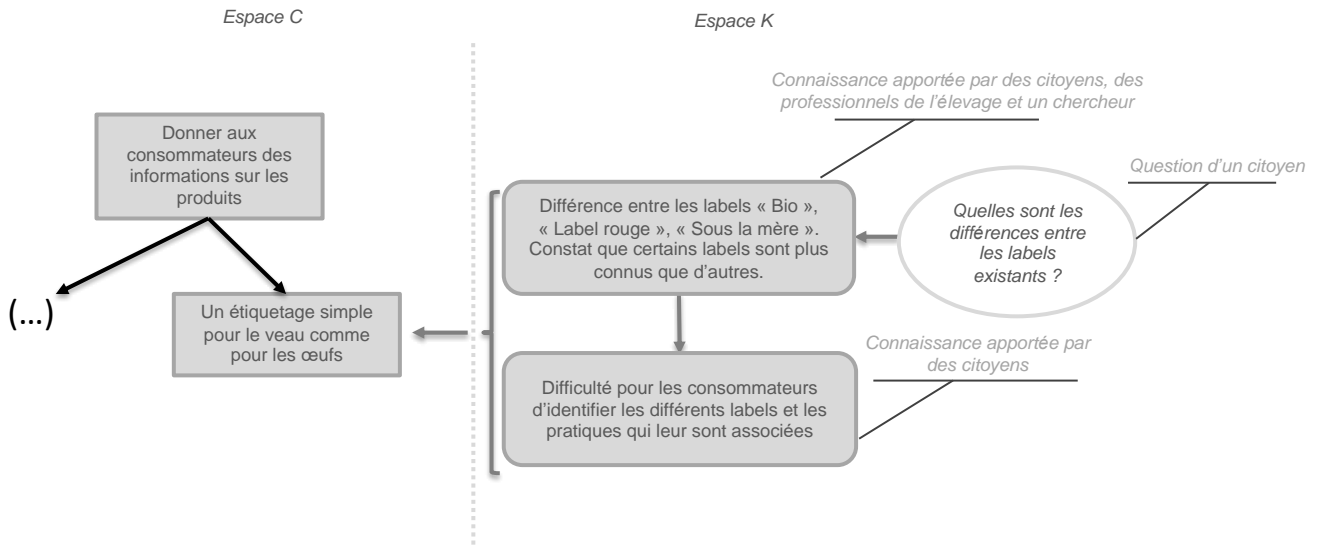 Espace C
Espace K
Connaissance apportée par des citoyens, des
professionnels de l'élevage et un chercheur
Donner aux
consommateurs des
informations sur les
produits
Question d'un citoyen
Différence entre les labels « Bio »,
« Label rouge », « Sous la mère ».
Constat que certains labels sont plus
connus que d'autres.
Quelles sont les
différences entre
les labels
existants ?
(...)
Un étiquetage simple
pour le veau comme
pour les œufs
Connaissance apportée par
des citoyens
Difficulté pour les consommateurs
d'identifier les différents labels et les
pratiques qui leur sont associées